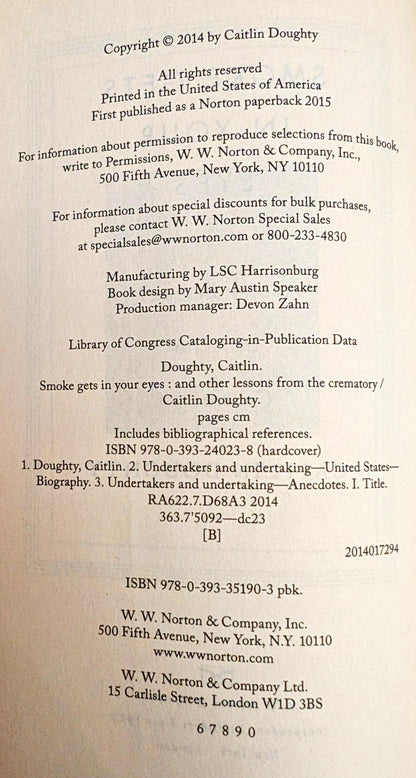 Copyright © 2014 by Caitlin Doughty
All rights reserved
Printed in the United States of America
First published as a Norton paperback 2015
For information about permission to reproduce selections from this book,
write to Permissions, W. W. Norton & Company, Inc.,
500 Fifth Avenue, New York, NY 10110
For information about special discounts for bulk purchases,
please contact W. W. Norton Special Sales
at specialsales@wwnorton.com or 800-233-4830
Manufacturing by LSC Harrisonburg
Book design by Mary Austin Speaker
Production manager: Devon Zahn
Library of Congress Cataloging-in-Publication Data
Doughty, Caitlin.
Smoke gets in your eyes : and other lessons from the crematory /
Caitlin Doughty.
pages cm
Includes bibliographical references.
ISBN 978-0-393-24023-8 (hardcover)
1. Doughty, Caitlin. 2. Undertakers and undertaking—United States—
Biography. 3. Undertakers and undertaking—Anecdotes. I. Title.
RA622.7.D68A3 2014
363.7'5092—dc23
[B]
2014017294
ISBN 978-0-393-35190-3 pbk.
W. W. Norton & Company, Inc.
500 Fifth Avenue, New York, N.Y. 10110
www.wwnorton.com
W. W. Norton & Company Ltd.
15 Carlisle Street, London W1D 3BS
6 7 8 9 0